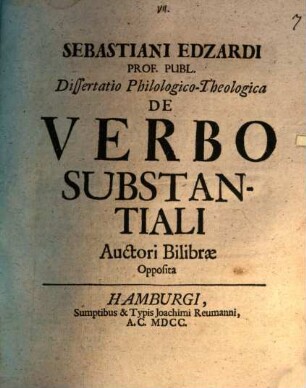 VII.
7
SEBASTIANI EDZARDI
PROF. PUBL.
Dissertatio Philologico-Theologica
DE
VERBO
SUBSTAN-
TIALI
Auctori Bilibræ
Opposita
HAMBURGI,
Sumptibus & Typis Joachimi Reumanni,
A. C. MDCC.